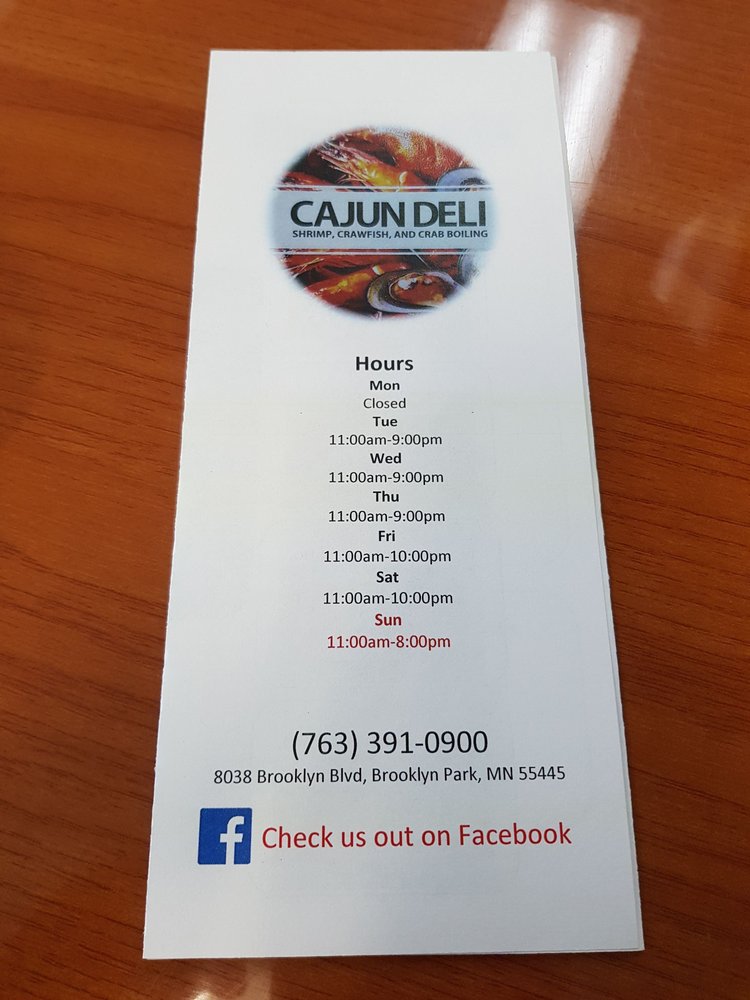 CAJUN DELI
SHRIMP, CRAWFISH, AND CRAB BOILING
Hours
Mon
Closed
Tue
11:00am-9:00pm
Wed
11:00am-9:00pm
Thu
11:00am-9:00pm
Fri
11:00am-10:00pm
Sat
11:00am-10:00pm
Sun
11:00am-8:00pm
(763) 391-0900
8038 Brooklyn Blvd, Brooklyn Park, MN 55445
f Check us out on Facebook